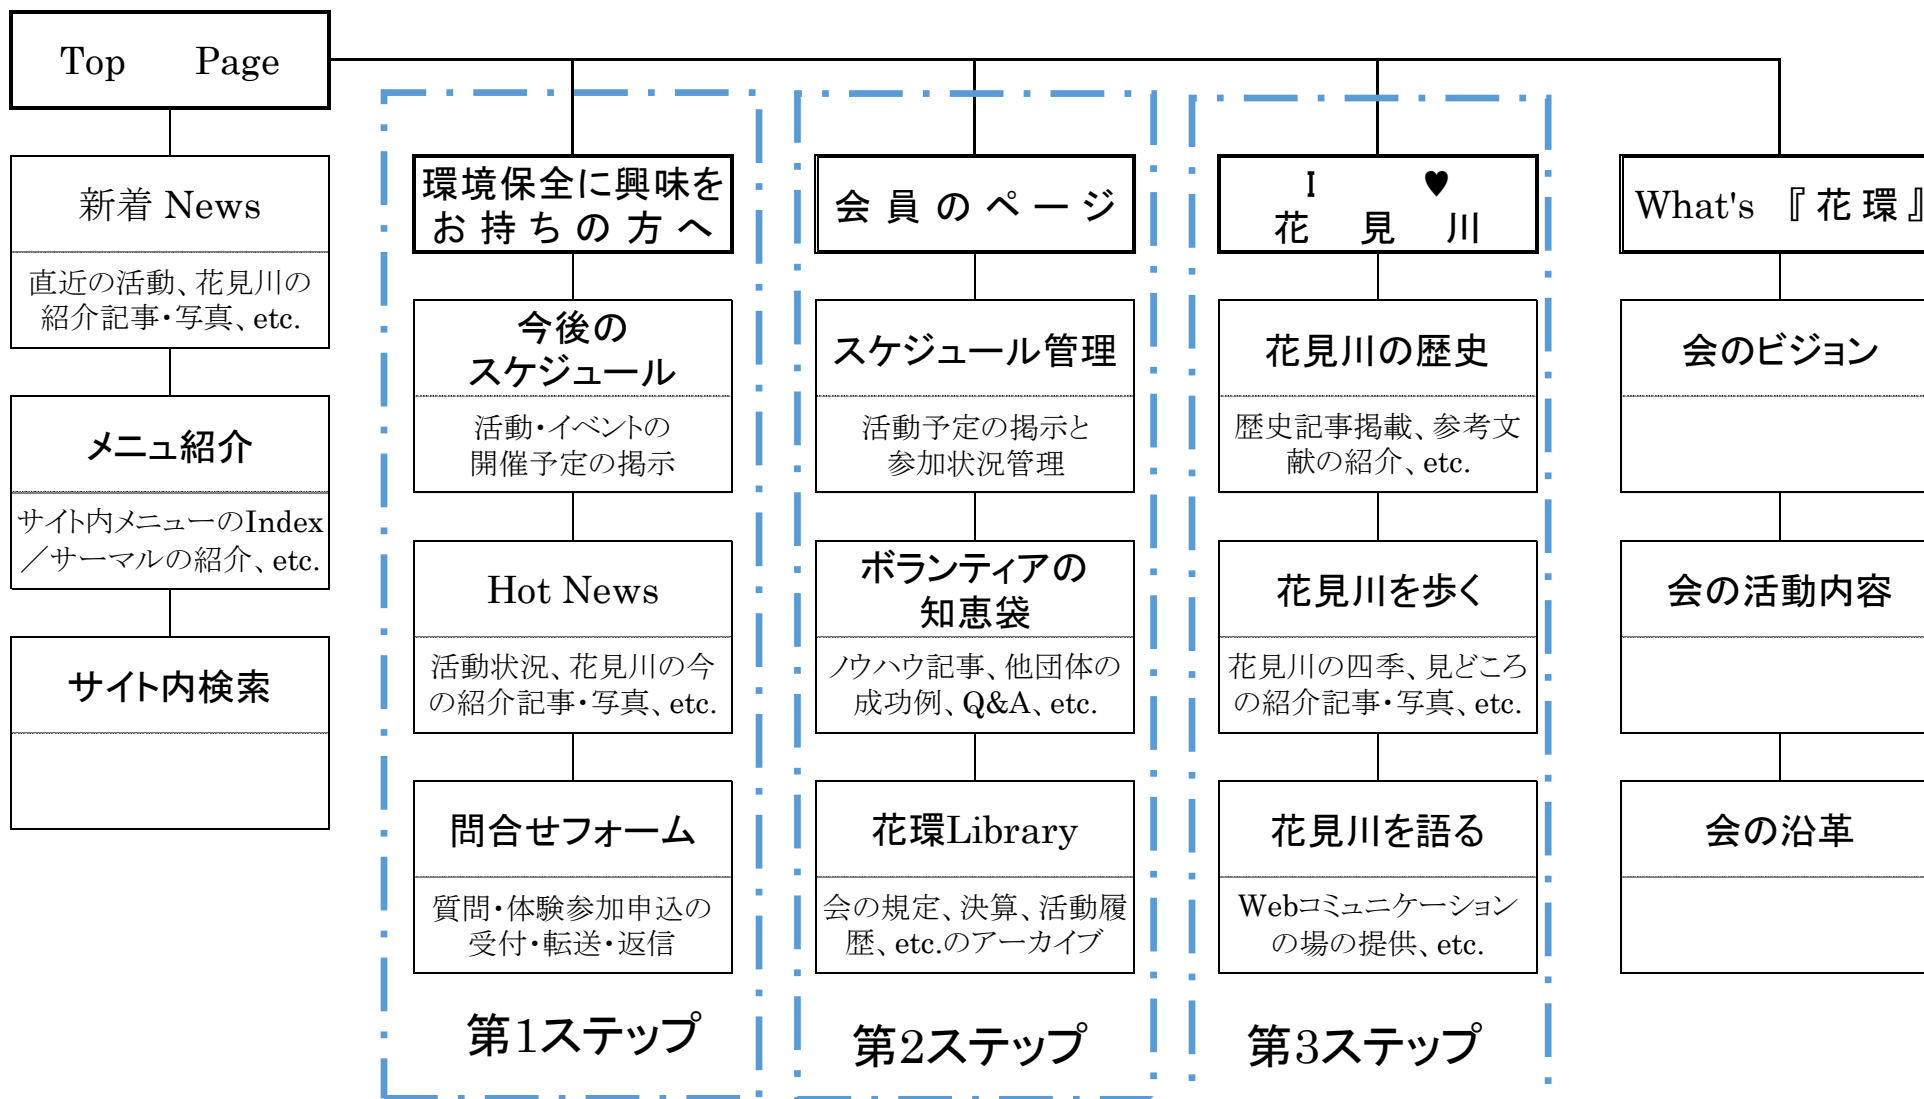 Top Page
新着 News
直近の活動、花見川の
紹介記事・写真、etc.
メニュ紹介
サイト内メニューのIndex
／サーマルの紹介、etc.
サイト内検索
環境保全に興味を
お持ちの方へ
今後の
スケジュール
活動・イベントの
開催予定の掲示
Hot News
活動状況、花見川の今
の紹介記事・写真、etc.
問合せフォーム
質問・体験参加申込の
受付・転送・返信
第1ステップ
会員のページ
スケジュール管理
活動予定の掲示と
参加状況管理
ボランティアの
知恵袋
ノウハウ記事、他団体の
成功例、Q&A、etc.
花環Library
会の規定、決算、活動履
歴、etc.のアーカイブ
第2ステップ
I ♥
花見川
花見川の歴史
歴史記事掲載、参考文
献の紹介、etc.
花見川を歩く
花見川の四季、見どころ
の紹介記事・写真、etc.
花見川を語る
Webコミュニケーション
の場の提供、etc.
第3ステップ
What's 『花環』
会のビジョン
会の活動内容
会の沿革